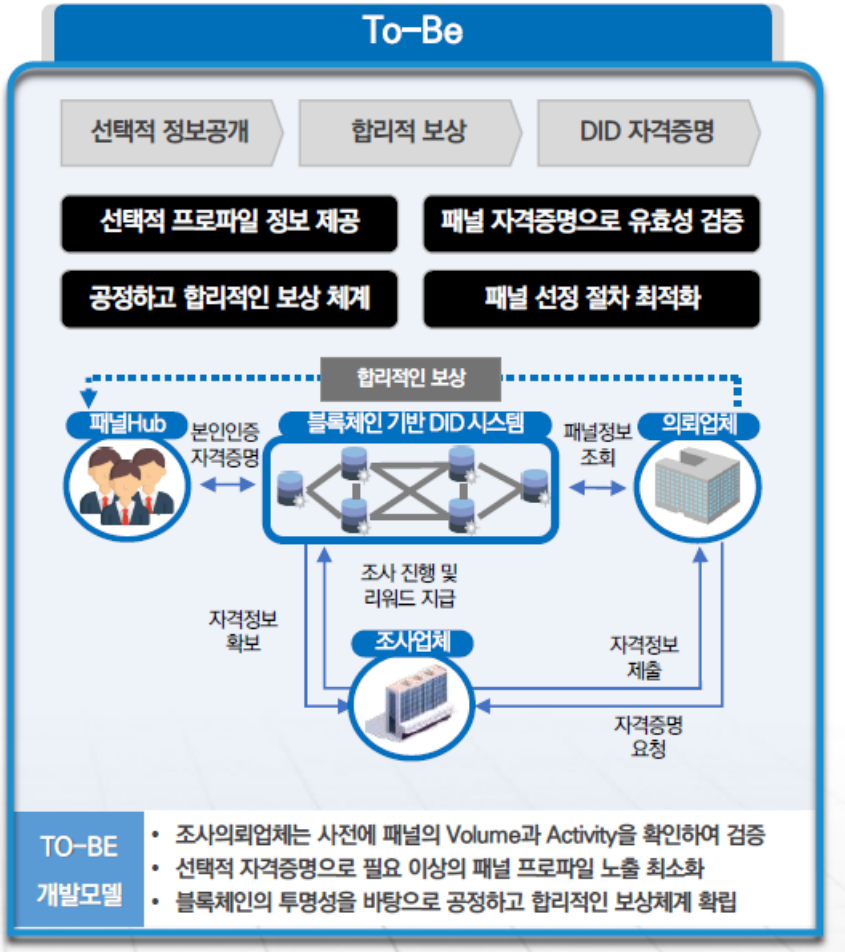 To-Be
선택적 정보공개
합리적 보상
DID 자격증명
선택적 프로파일 정보 제공
패널 자격증명으로 유효성 검증
공정하고 합리적인 보상 체계
패널 선정 절차 최적화
합리적인 보상
패널Hub
본인인증
자격증명
블록체인 기반 DID 시스템
패널정보
조회
의뢰업체
조사 진행 및
리워드 지급
자격정보
확보
조사업체
자격정보
제출
자격증명
요청
TO-BE
개발모델
• 조사의뢰업체는 사전에 패널의 Volume과 Activity을 확인하여 검증
• 선택적 자격증명으로 필요 이상의 패널 프로파일 노출 최소화
• 블록체인의 투명성을 바탕으로 공정하고 합리적인 보상체계 확립